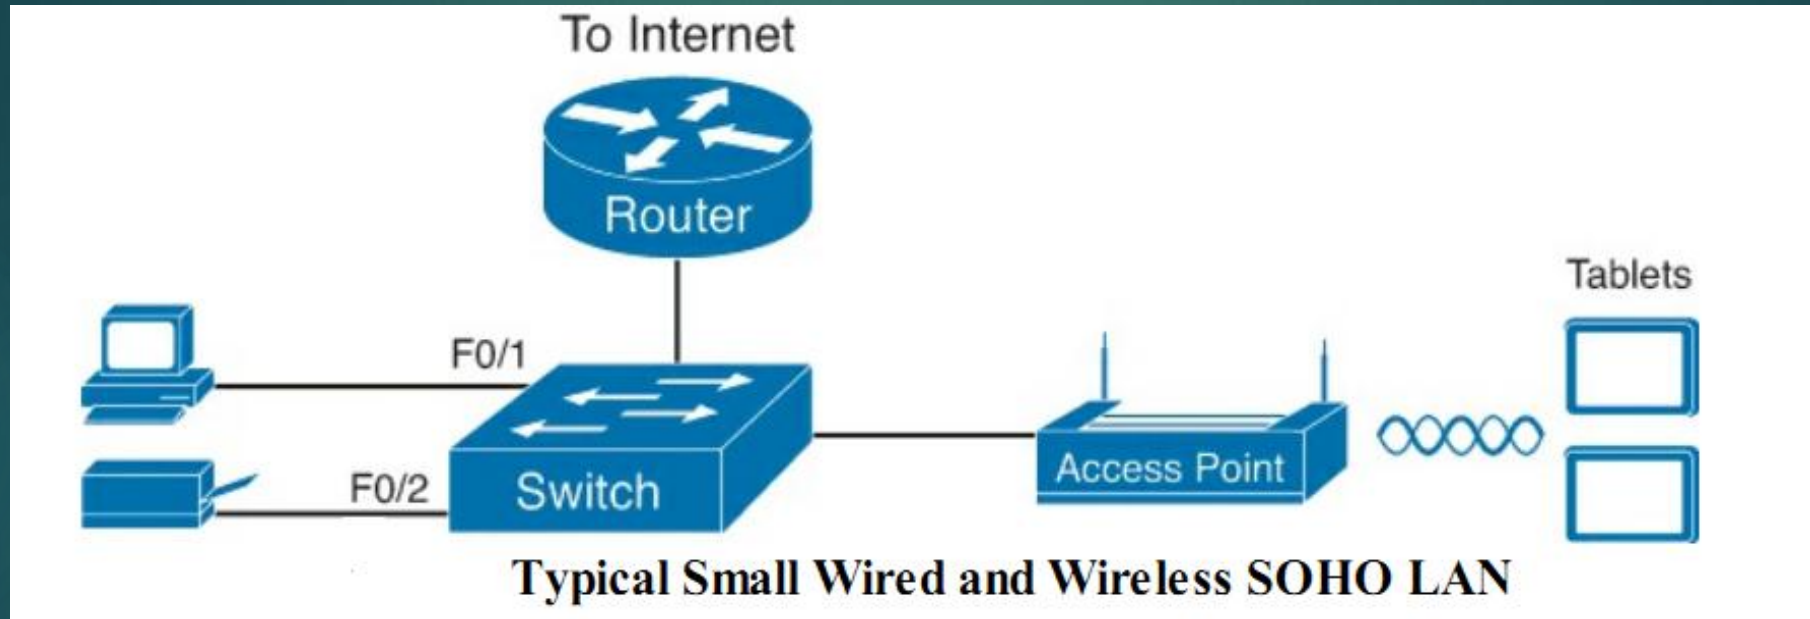 To Internet
Router
Tablets
F0/1
Access Point
F0/2
Switch
Typical Small Wired and Wireless SOHO LAN